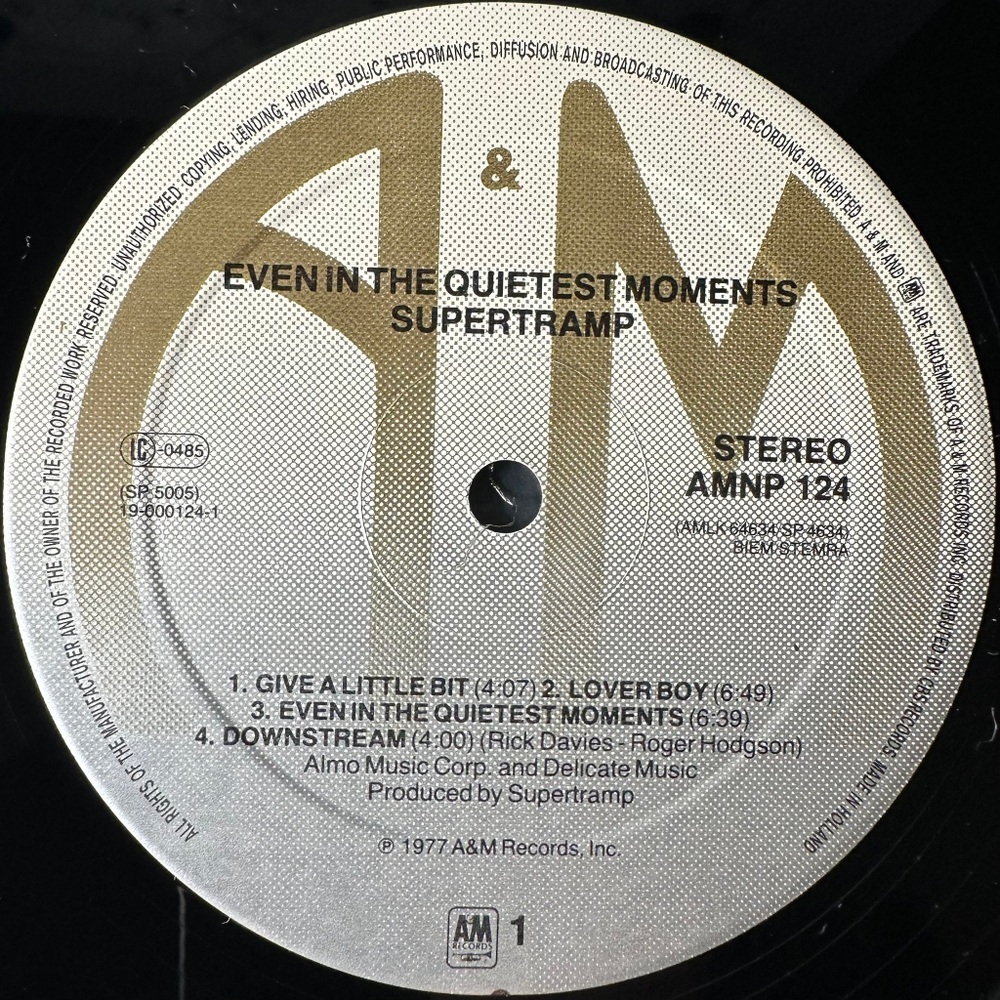 ALL RIGHTS OF THE MANUFACTURER AND OF THE OWNER OF THE RECORDED WORK RESERVED. UNAUTHORIZED COPYING, LENDING, HIRING, PUBLIC PERFORMANCE, DIFFUSION AND BROADCASTING OF THIS RECORDING PROHIBITED. A & M AND AM ARE TRADEMARKS OF A & M RECORDS INC. DISTRIBUTED BY CBS RECORDS. MADE IN HOLLAND
A & M
EVEN IN THE QUIETEST MOMENTS
SUPERTRAMP
LC-0485
(SP 5005)
19-000124-1
STEREO
AMNP 124
(AMLK 64634/SP 4634)
BIEM STEMRA
1. GIVE A LITTLE BIT (4:07) 2. LOVER BOY (6:49)
3. EVEN IN THE QUIETEST MOMENTS (6:39)
4. DOWNSTREAM (4:00) (Rick Davies - Roger Hodgson)
Almo Music Corp. and Delicate Music
Produced by Supertramp
℗ 1977 A&M Records, Inc.
AM RECORDS 1